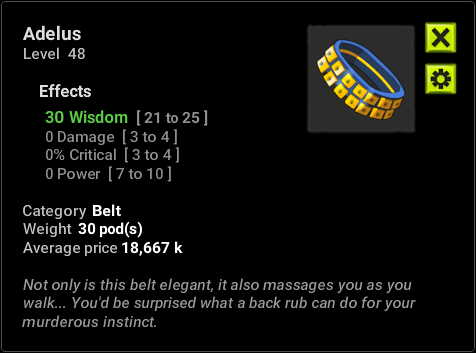 Adelus
Level 48
Effects
30 Wisdom [ 21 to 25 ]
0 Damage [ 3 to 4 ]
0% Critical [ 3 to 4 ]
0 Power [ 7 to 10 ]
Category Belt
Weight 30 pod(s)
Average price 18,667 k
Not only is this belt elegant, it also massages you as you
walk... You'd be surprised what a back rub can do for your
murderous instinct.